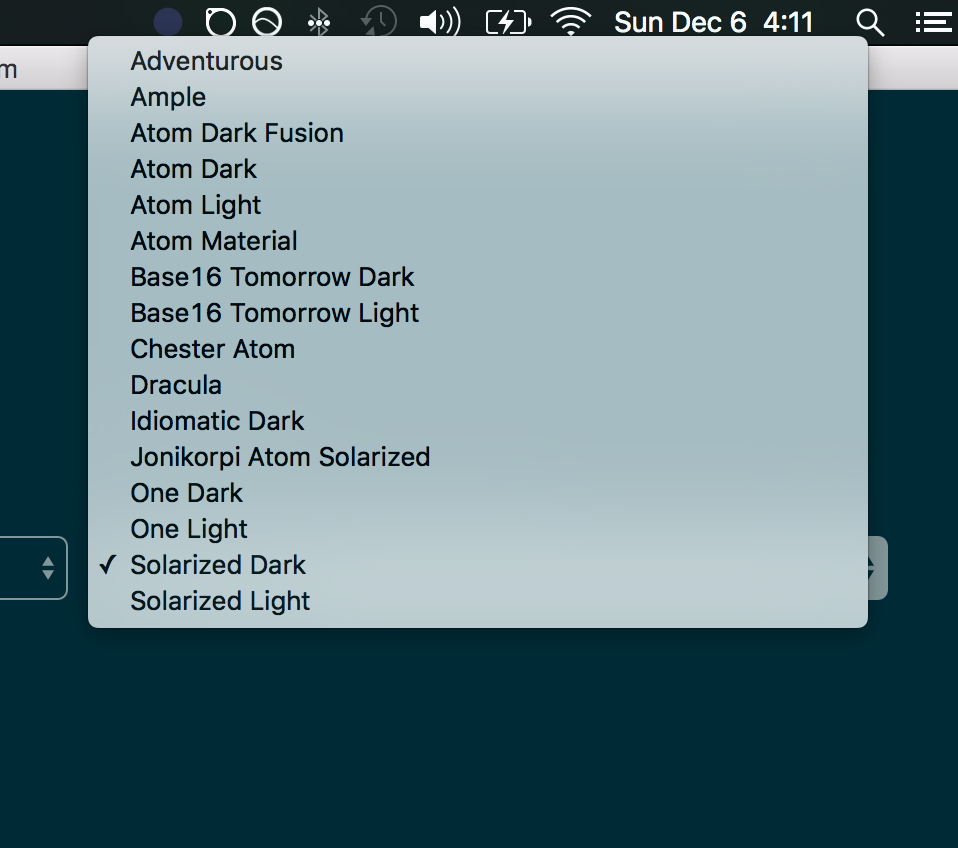 Sun Dec 6 4:11
m
Adventurous
Ample
Atom Dark Fusion
Atom Dark
Atom Light
Atom Material
Base16 Tomorrow Dark
Base16 Tomorrow Light
Chester Atom
Dracula
Idiomatic Dark
Jonikorpi Atom Solarized
One Dark
One Light
✓ Solarized Dark
Solarized Light